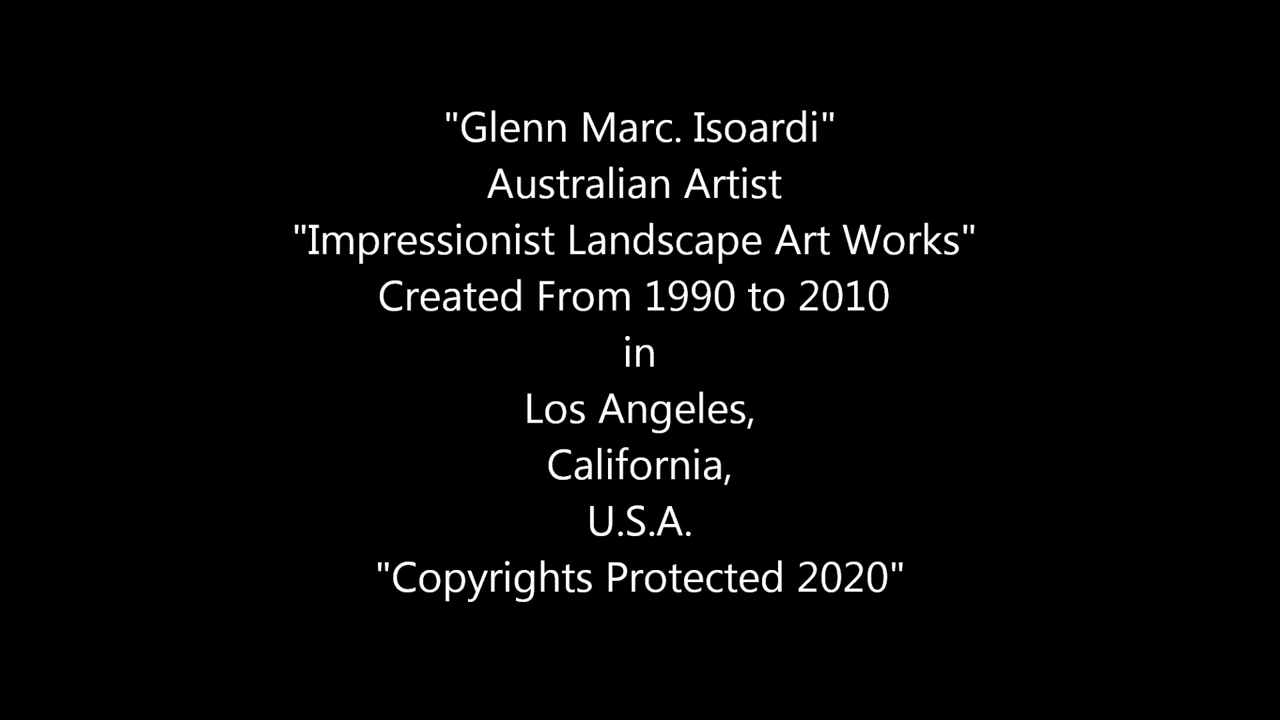 "Glenn Marc. Isoardi"
Australian Artist
"Impressionist Landscape Art Works"
Created From 1990 to 2010
in
Los Angeles,
California,
U.S.A.
"Copyrights Protected 2020"